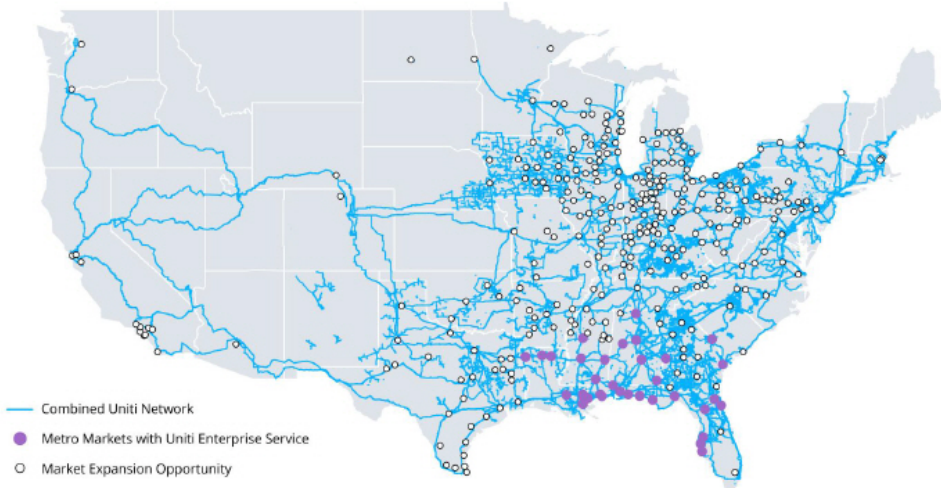 Combined Uniti Network
Metro Markets with Uniti Enterprise Service
Market Expansion Opportunity